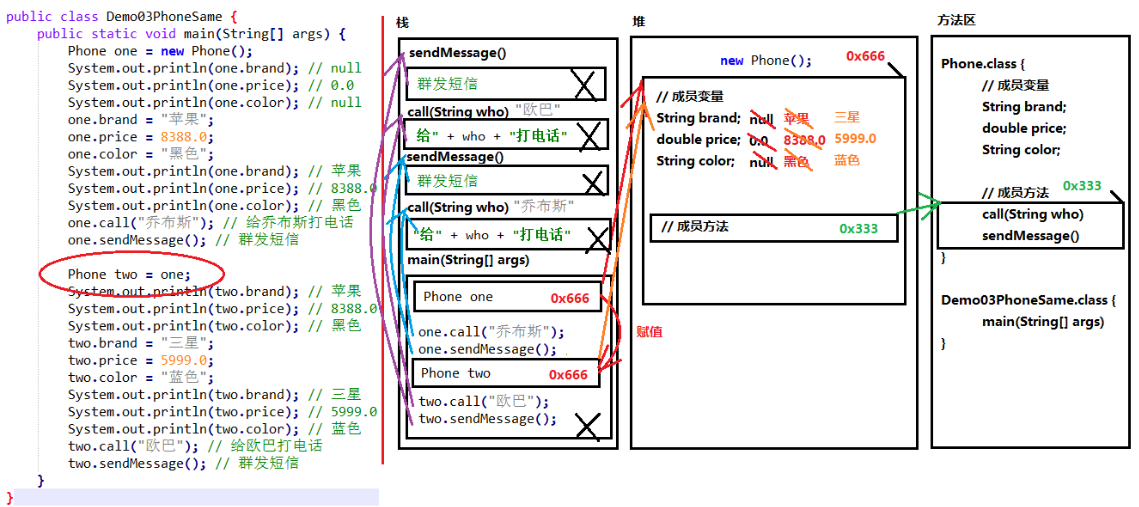 public class Demo03PhoneSame {
public static void main(String[] args) {
Phone one = new Phone();
System.out.println(one.brand); // null
System.out.println(one.price); // 0.0
System.out.println(one.color); // null
one.brand = "苹果";
one.price = 8388.0;
one.color = "黑色";
System.out.println(one.brand); // 苹果
System.out.println(one.price); // 8388.0
System.out.println(one.color); // 黑色
one.call("乔布斯"); // 给乔布斯打电话
one.sendMessage(); // 群发短信
Phone two = one;
System.out.println(two.brand); // 苹果
System.out.println(two.price); // 8388.0
System.out.println(two.color); // 黑色
two.brand = "三星";
two.price = 5999.0;
two.color = "蓝色";
System.out.println(two.brand); // 三星
System.out.println(two.price); // 5999.0
System.out.println(two.color); // 蓝色
two.call("欧巴"); // 给欧巴打电话
two.sendMessage(); // 群发短信
}
}
栈
sendMessage()
群发短信
call(String who) "欧巴"
给" + who + "打电话"
sendMessage()
群发短信
call(String who) "乔布斯"
"给" + who + "打电话"
main(String[] args)
Phone one 0x666
one.call("乔布斯");
one.sendMessage();
Phone two 0x666
two.call("欧巴");
two.sendMessage();
赋值
堆
new Phone(); 0x666
// 成员变量
String brand; null 苹果 三星
double price; 0.0 8388.0 5999.0
String color; null 黑色 蓝色
// 成员方法 0x333
方法区
Phone.class {
// 成员变量
String brand;
double price;
String color;
// 成员方法 0x333
call(String who)
sendMessage()
}
Demo03PhoneSame.class {
main(String[] args)
}